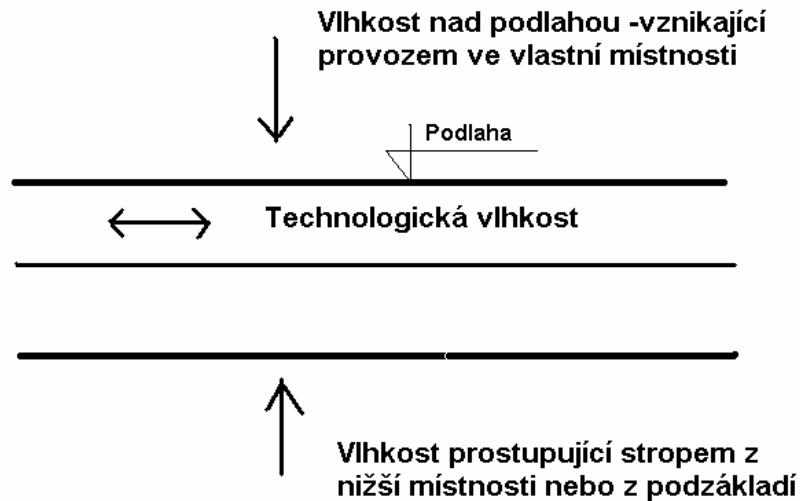 Vlhkost nad podlahou -vznikající
provozem ve vlastní místnosti
Podlaha
Technologická vlhkost
Vlhkost prostupující stropem z
nižší místnosti nebo z podzákladí